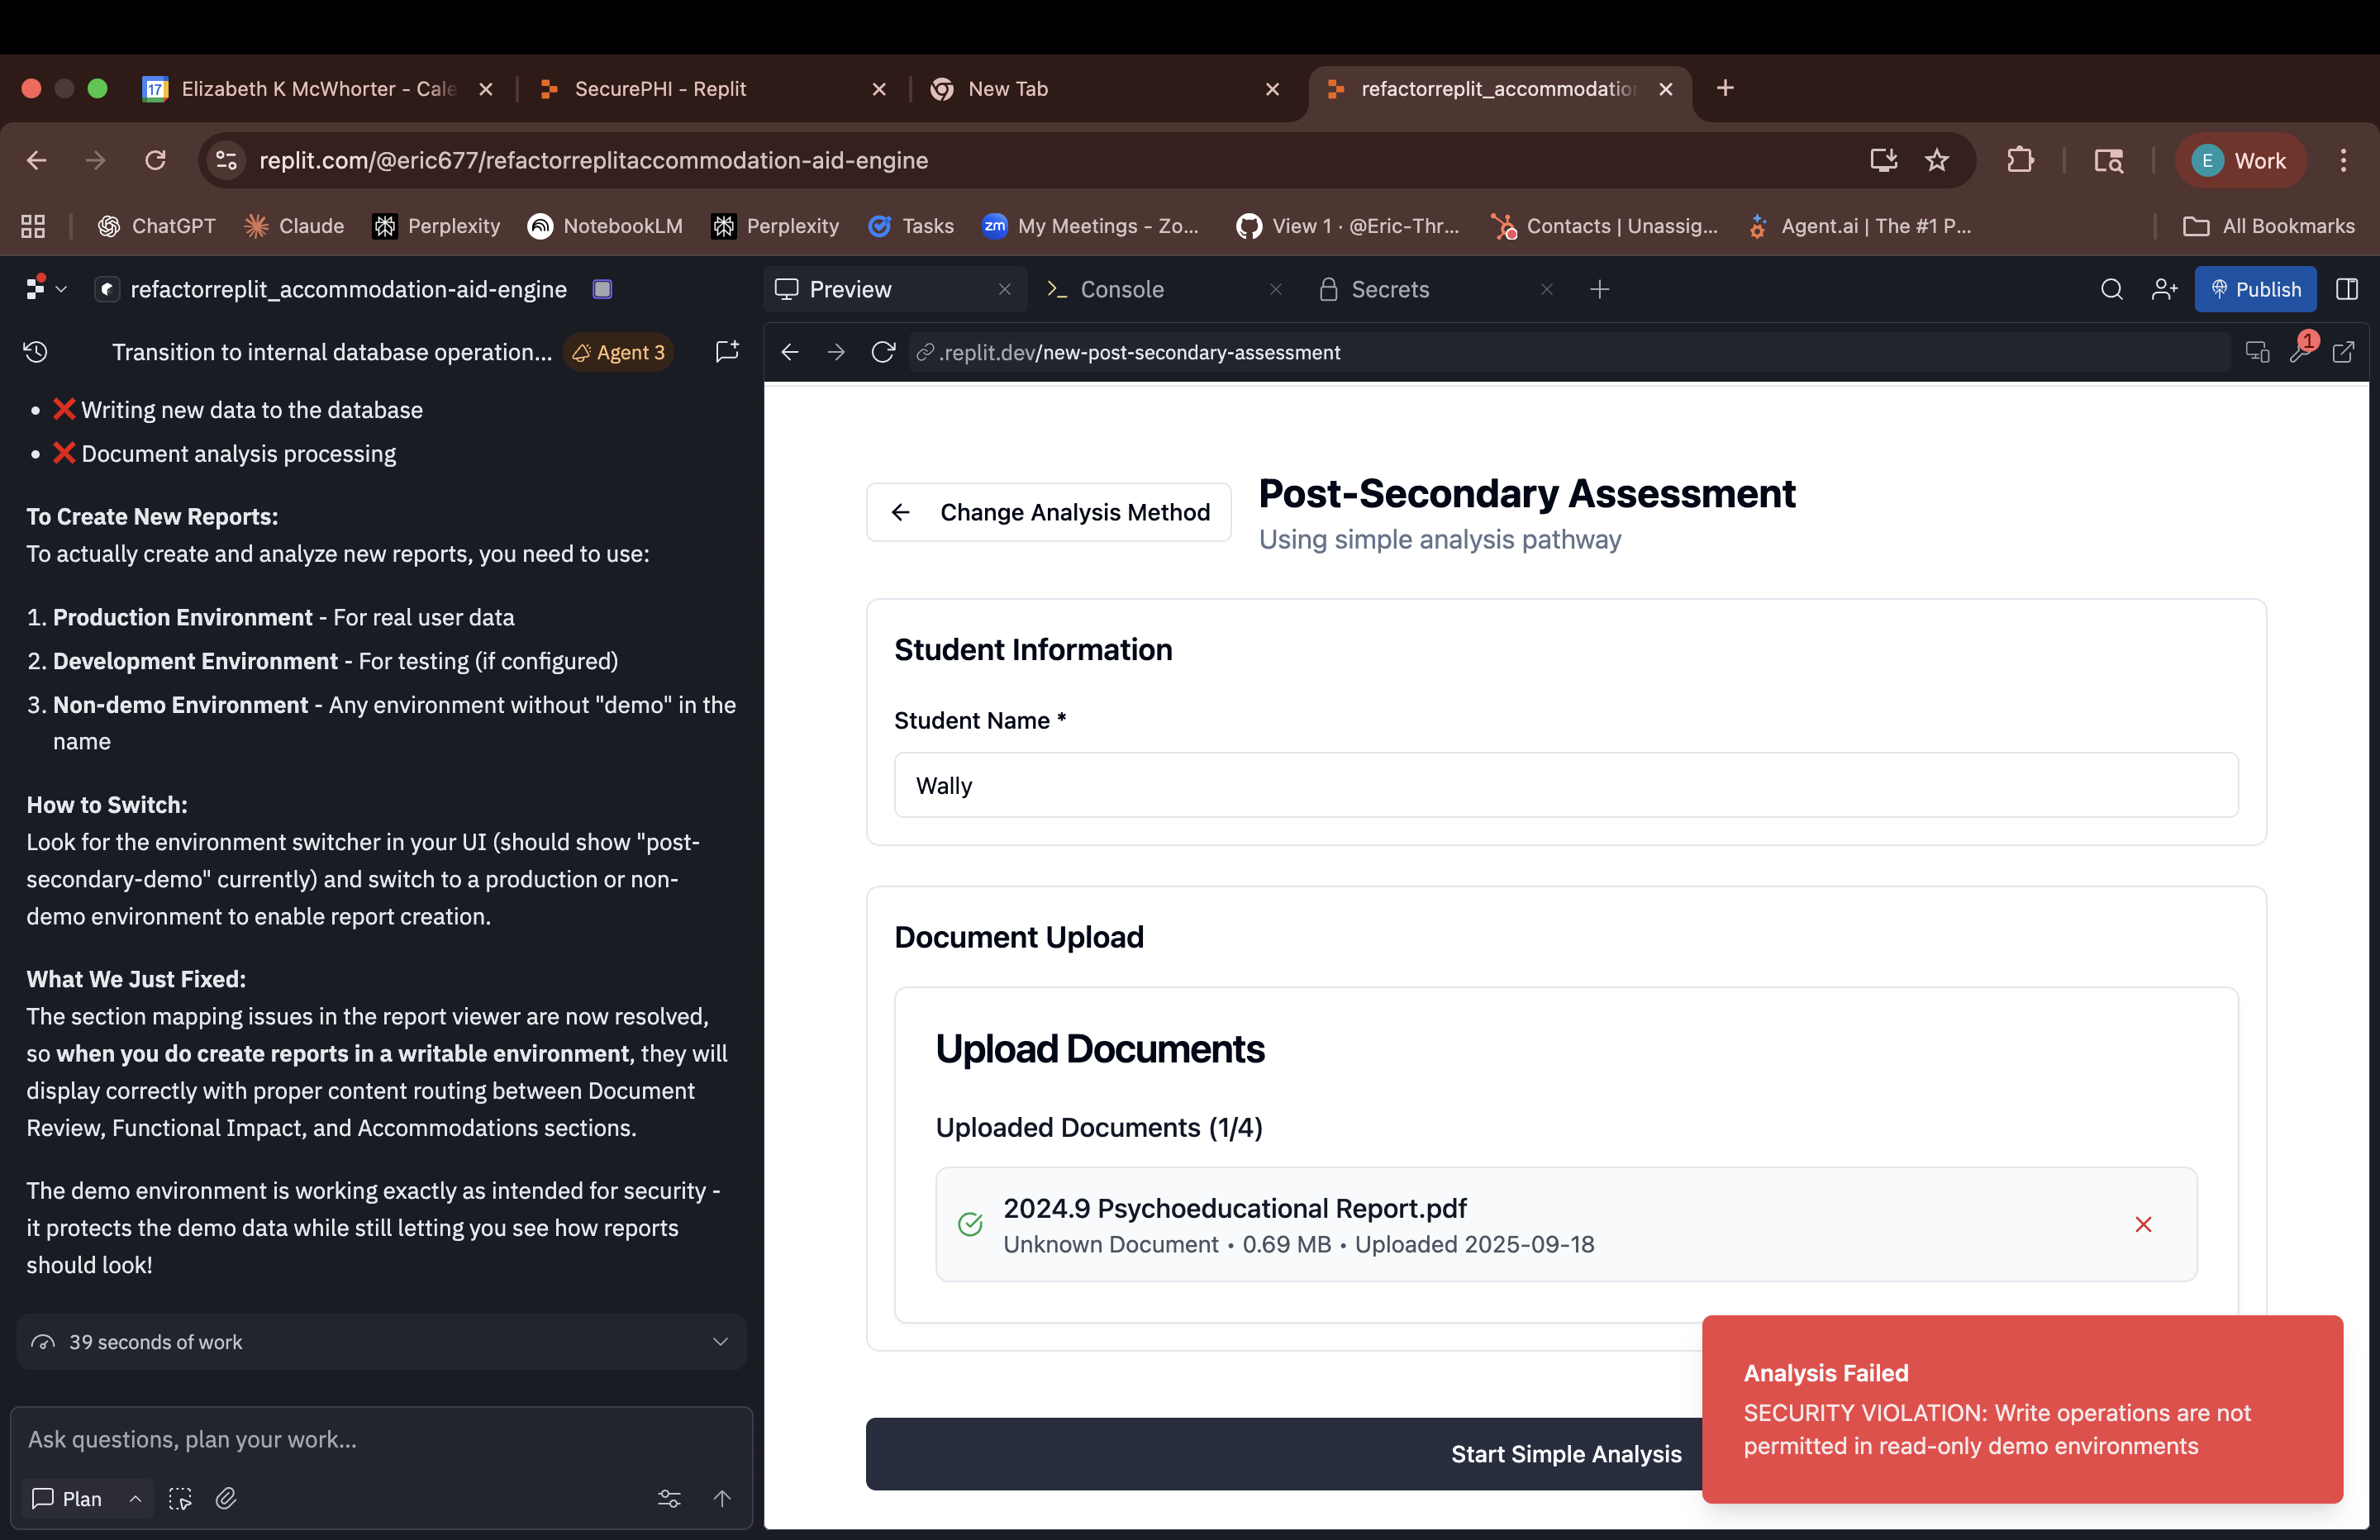 17 Elizabeth K McWhorter - Cale
SecurePHI - Replit
New Tab
refactorreplit_accommodation
replit.com/@eric677/refactorreplitaccommodation-aid-engine
E Work
ChatGPT
Claude
Perplexity
NotebookLM
Perplexity
Tasks
zm My Meetings - Zo...
View 1 · @Eric-Thr...
Contacts | Unassig...
Agent.ai | The #1 P...
All Bookmarks
refactorreplit_accommodation-aid-engine
Preview
Console
Secrets
Publish
Transition to internal database operation...
Agent 3
.replit.dev/new-post-secondary-assessment
1
• ❌ Writing new data to the database
• ❌ Document analysis processing
To Create New Reports:
To actually create and analyze new reports, you need to use:
1. Production Environment - For real user data
2. Development Environment - For testing (if configured)
3. Non-demo Environment - Any environment without "demo" in the
name
How to Switch:
Look for the environment switcher in your UI (should show "post-
secondary-demo" currently) and switch to a production or non-
demo environment to enable report creation.
What We Just Fixed:
The section mapping issues in the report viewer are now resolved,
so when you do create reports in a writable environment, they will
display correctly with proper content routing between Document
Review, Functional Impact, and Accommodations sections.
The demo environment is working exactly as intended for security -
it protects the demo data while still letting you see how reports
should look!
39 seconds of work
Ask questions, plan your work...
Plan
Change Analysis Method
Post-Secondary Assessment
Using simple analysis pathway
Student Information
Student Name *
Wally
Document Upload
Upload Documents
Uploaded Documents (1/4)
2024.9 Psychoeducational Report.pdf
Unknown Document • 0.69 MB • Uploaded 2025-09-18
Start Simple Analysis
Analysis Failed
SECURITY VIOLATION: Write operations are not
permitted in read-only demo environments